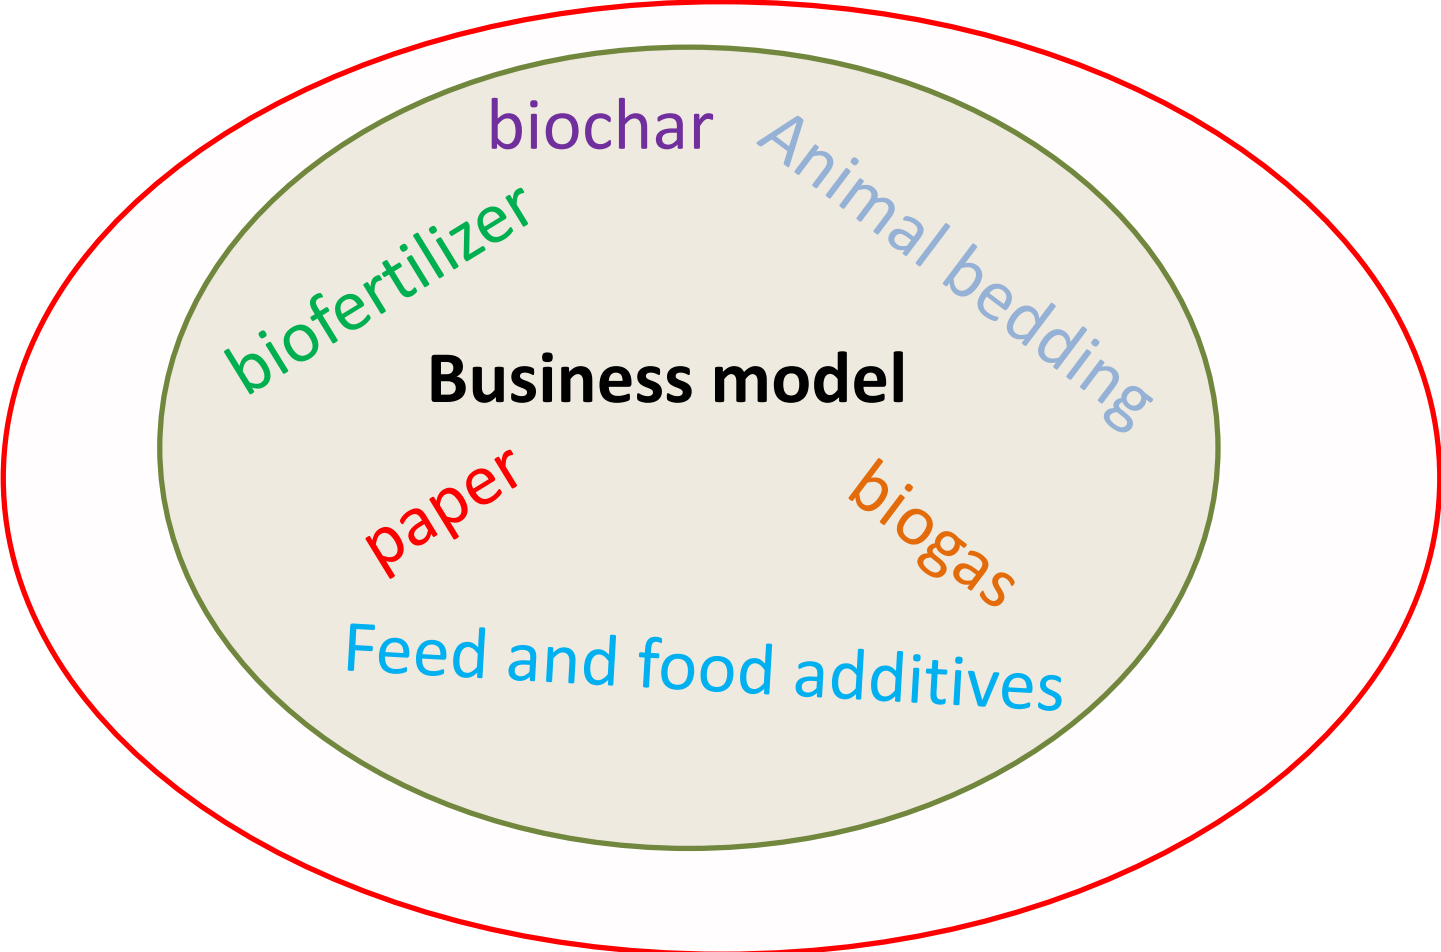 biochar
Animal bedding
biofertilizer
Business model
paper
biogas
Feed and food additives